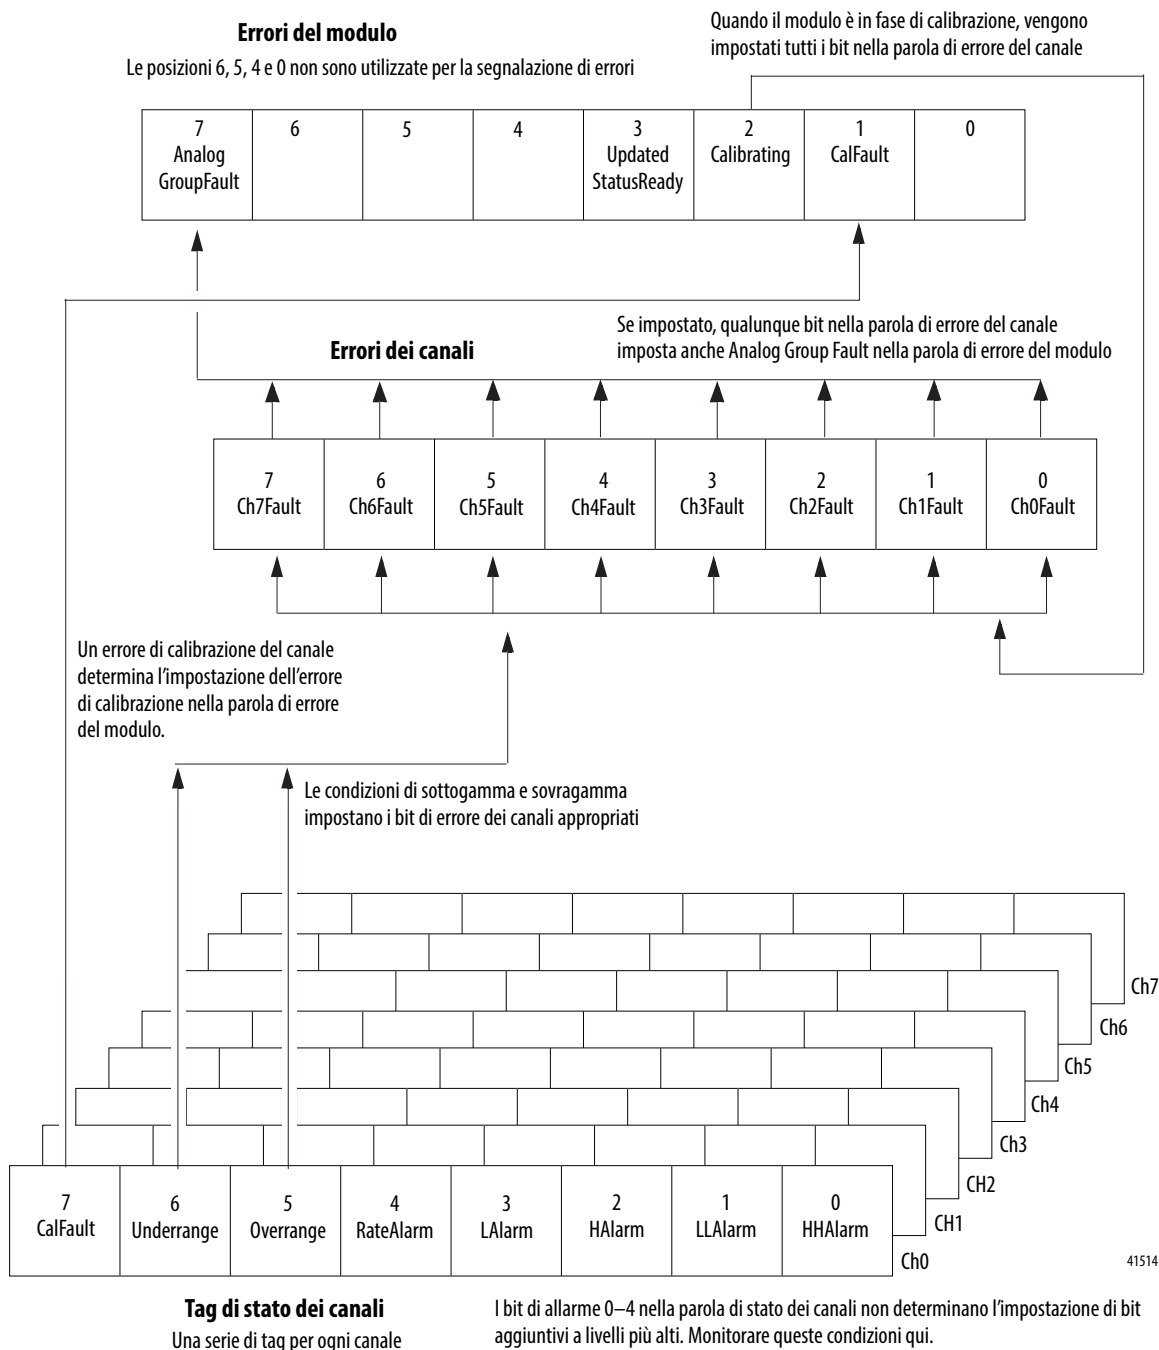 Errori del modulo
Le posizioni 6, 5, 4 e 0 non sono utilizzate per la segnalazione di errori
Quando il modulo è in fase di calibrazione, vengono
impostati tutti i bit nella parola di errore del canale
7 6 5 4 3 2 1 0
Analog Updated Calibrating CalFault
GroupFault StatusReady
Se impostato, qualunque bit nella parola di errore del canale
imposta anche Analog Group Fault nella parola di errore del modulo
Errori dei canali
7 6 5 4 3 2 1 0
Ch7Fault Ch6Fault Ch5Fault Ch4Fault Ch3Fault Ch2Fault Ch1Fault Ch0Fault
Un errore di calibrazione del canale
determina l'impostazione dell'errore
di calibrazione nella parola di errore
del modulo.
Le condizioni di sottogamma e sovragamma
impostano i bit di errore dei canali appropriati
Ch7
Ch6
Ch5
Ch4
Ch3
CH2
CH1
Ch0
7 6 5 4 3 2 1 0
CalFault Underrange Overrange RateAlarm LAlarm HAlarm LLAlarm HHAlarm
41514
Tag di stato dei canali
Una serie di tag per ogni canale
I bit di allarme 0–4 nella parola di stato dei canali non determinano l'impostazione di bit
aggiuntivi a livelli più alti. Monitorare queste condizioni qui.